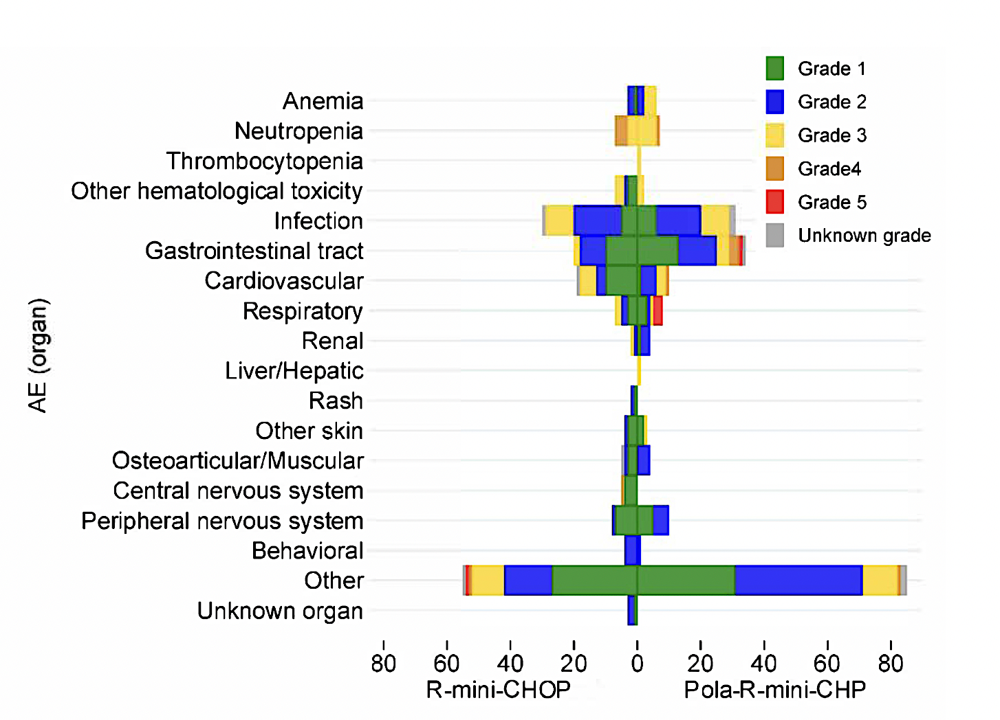 Grade 1
Grade 2
Grade 3
Grade4
Grade 5
Unknown grade
AE (organ)
Anemia
Neutropenia
Thrombocytopenia
Other hematological toxicity
Infection
Gastrointestinal tract
Cardiovascular
Respiratory
Renal
Liver/Hepatic
Rash
Other skin
Osteoarticular/Muscular
Central nervous system
Peripheral nervous system
Behavioral
Other
Unknown organ
80 60 40 20 0 20 40 60 80
R-mini-CHOP Pola-R-mini-CHP